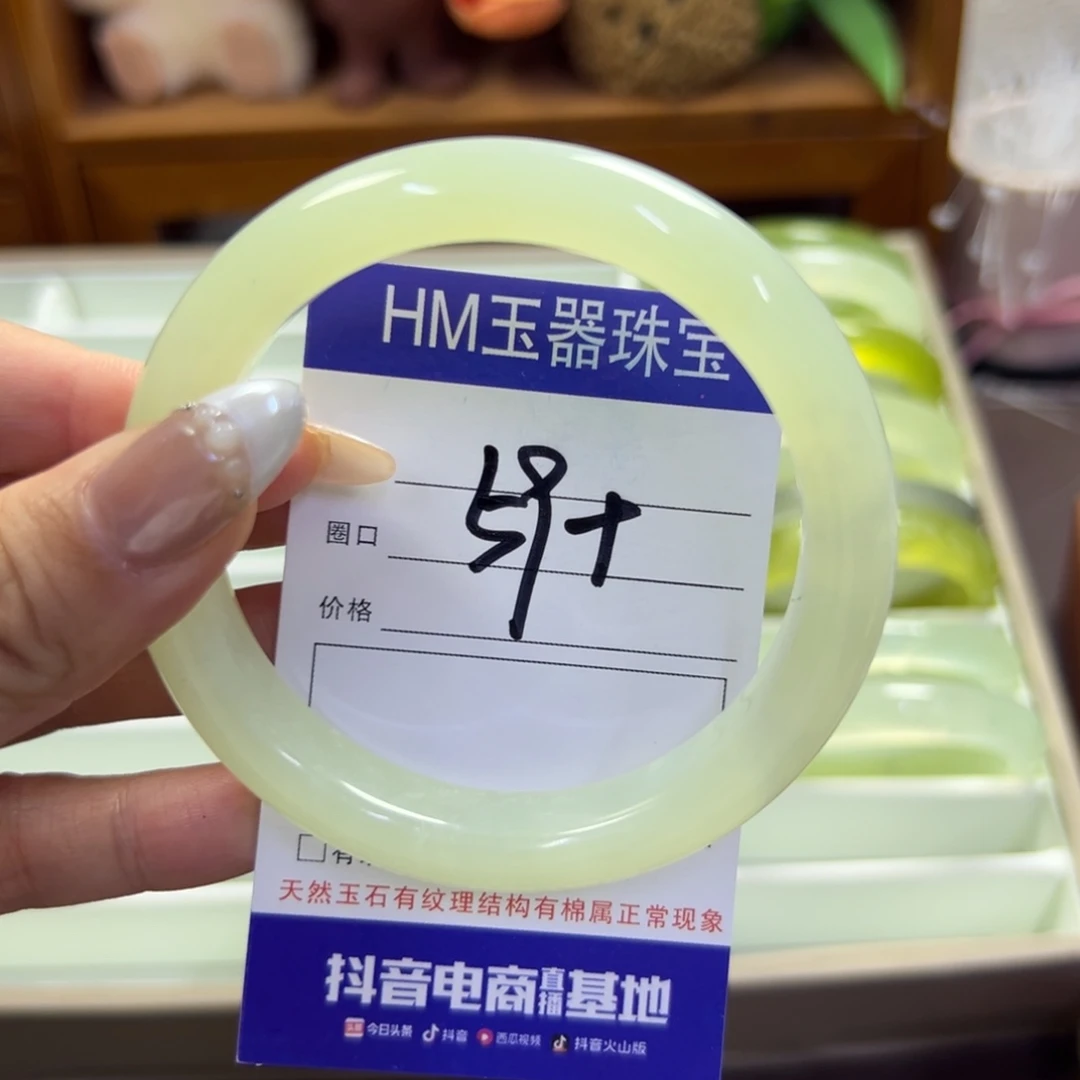 HM玉器珠宝
圈口
59+
价格
天然玉石有纹理结构有棉属正常现象
抖音电商直播基地
今日头条 抖音 西瓜视频 抖音火山版